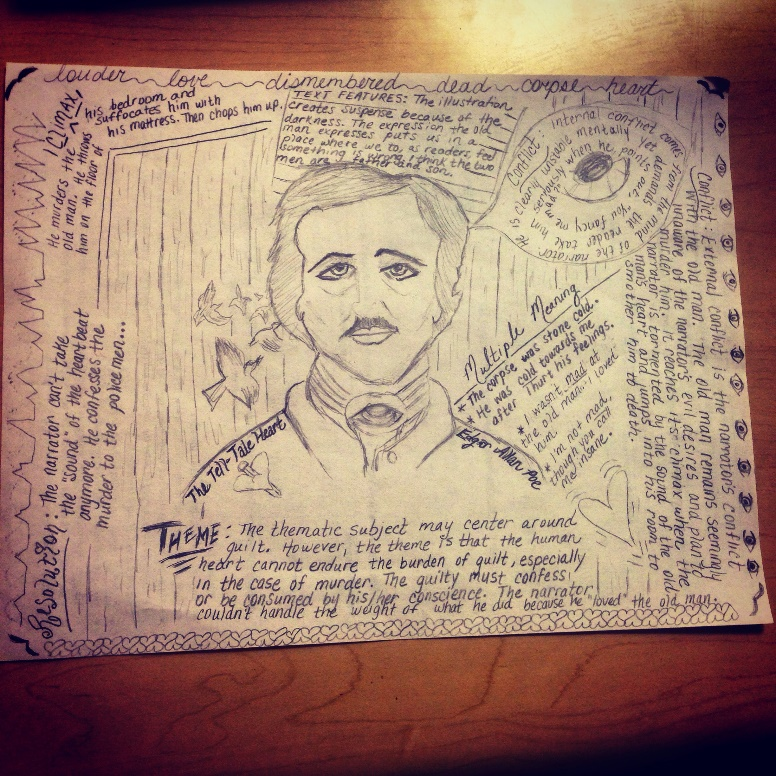 louder love dismembered dead corpse heart
Climax,
He murders the
old man. He throws
him on the floor of
his bedroom and
suffocates him with
his mattress. Then chops him up.
TEXT FEATURES: The illustration
creates suspense because of the
darkness. The expression the old
man expresses puts us in a
place where we to, as readers, feel
something is wrong. I think the two
men are father and son.
Conflict: Internal conflict comes from the mind of the narrator
He is clearly unstable mentally yet demands the reader take him
seriously when he points out, "You fancy me mad."
Conflict: External conflict is the narrator's conflict
with the old man. The old man remains seemingly
unaware of the narrator's evil desires and plan to
murder him. It reaches it's climax when the
narrator is tormented by the sound of the old
mans heart and jumps into his room to
smother him to death.
Multiple Meaning
* The corpse was stone cold.
* He was cold towards me
after I hurt his feelings.
* I wasn't mad at
the old man. I loved
him.
* I'm not mad,
though you call
me insane.
The Tell-Tale Heart
Edgar Allan Poe
Resolution: The narrator can't take
the "sound" of the heartbeat
anymore. He confesses the
murder to the policemen...
THEME: The thematic subject may center around
guilt. However, the theme is that the human
heart cannot endure the burden of guilt, especially
in the case of murder. The guilty must confess
or be consumed by his/her conscience. The narrator
couldn't handle the weight of what he did because he "loved" the old man.